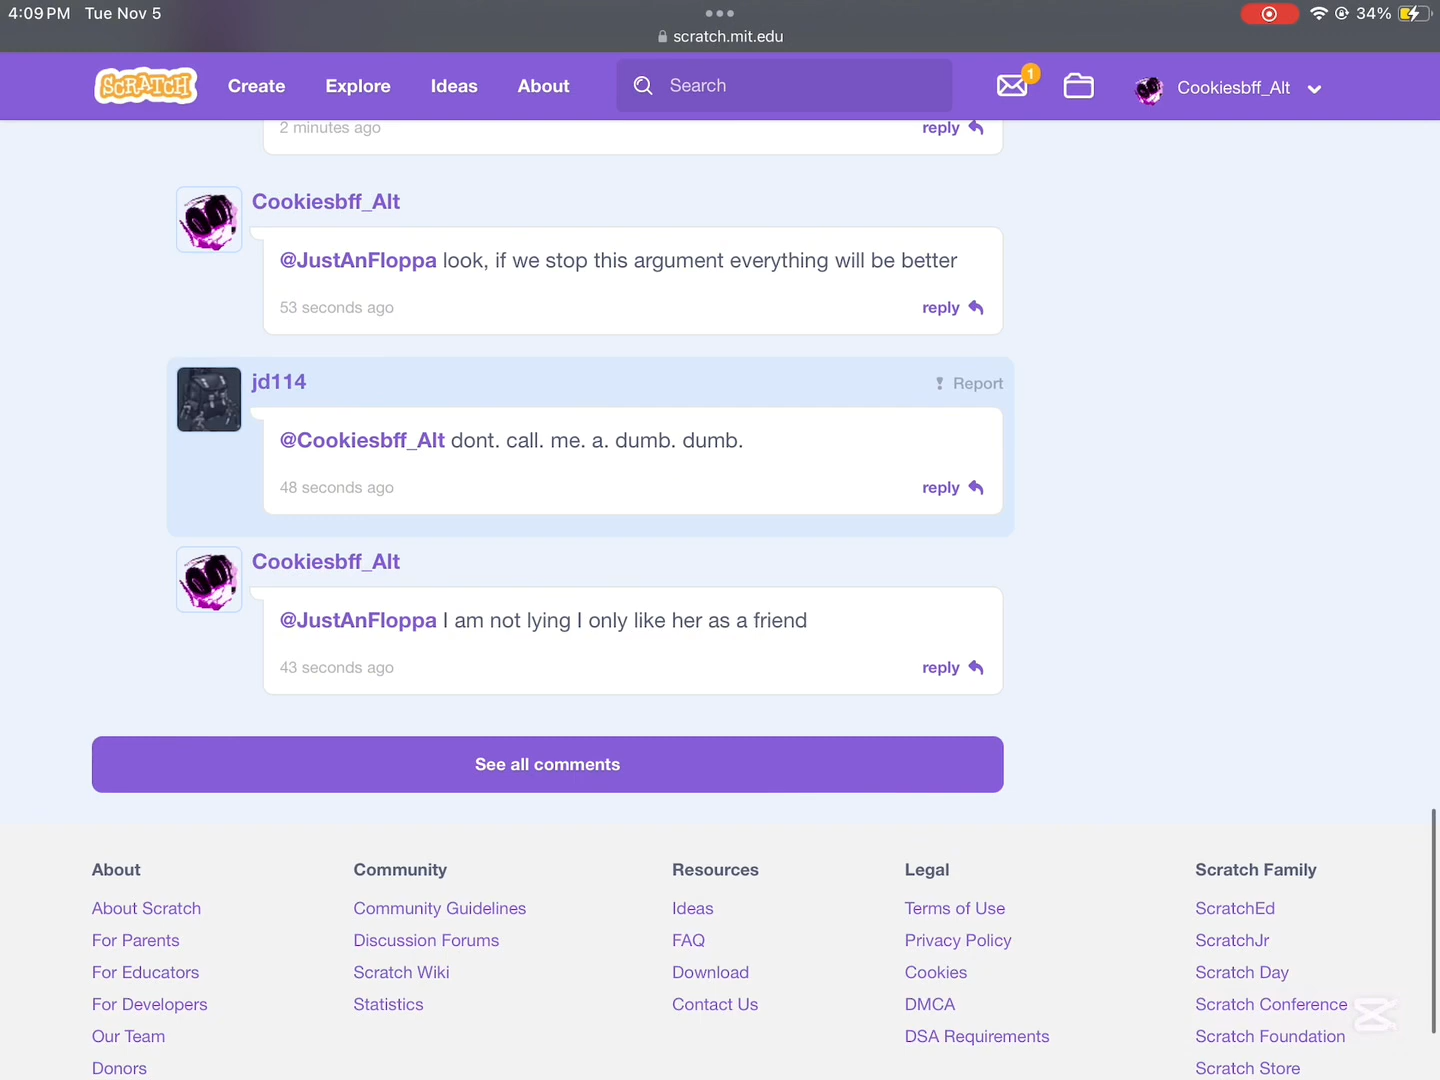 4:09 PM Tue Nov 5
34%
scratch.mit.edu
SCRATCH Create Explore Ideas About Search 1 Cookiesbff_Alt
2 minutes ago reply
Cookiesbff_Alt
@JustAnFloppa look, if we stop this argument everything will be better
53 seconds ago reply
jd114 Report
@Cookiesbff_Alt dont. call. me. a. dumb. dumb.
48 seconds ago reply
Cookiesbff_Alt
@JustAnFloppa I am not lying I only like her as a friend
43 seconds ago reply
See all comments
About Community Resources Legal Scratch Family
About Scratch Community Guidelines Ideas Terms of Use ScratchEd
For Parents Discussion Forums FAQ Privacy Policy ScratchJr
For Educators Scratch Wiki Download Cookies Scratch Day
For Developers Statistics Contact Us DMCA Scratch Conference
Our Team DSA Requirements Scratch Foundation
Donors Scratch Store